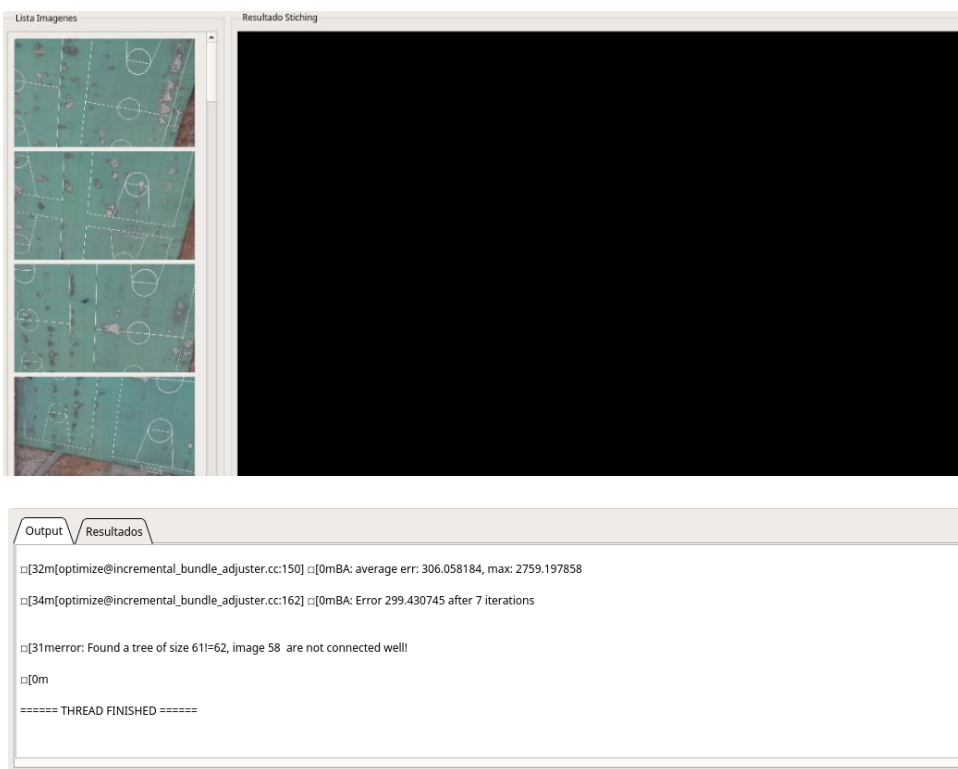 Lista Imagenes
Resultado Stiching
Output
Resultados
□[32m[optimize@incremental_bundle_adjuster.cc:150] □[0mBA: average err: 306.058184, max: 2759.197858
□[34m[optimize@incremental_bundle_adjuster.cc:162] □[0mBA: Error 299.430745 after 7 iterations
□[31merror: Found a tree of size 61!=62, image 58  are not connected well!
□[0m
====== THREAD FINISHED ======